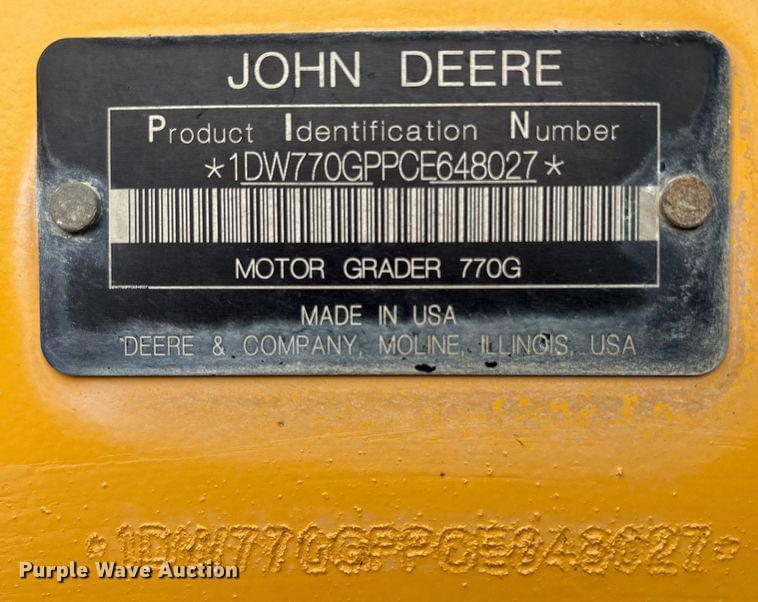 JOHN DEERE
Product Identification Number
*1DW770GPPCE648027*
MOTOR GRADER 770G
MADE IN USA
DEERE & COMPANY, MOLINE, ILLINOIS, USA
*1DW770GPPCE648027*
Purple Wave Auction